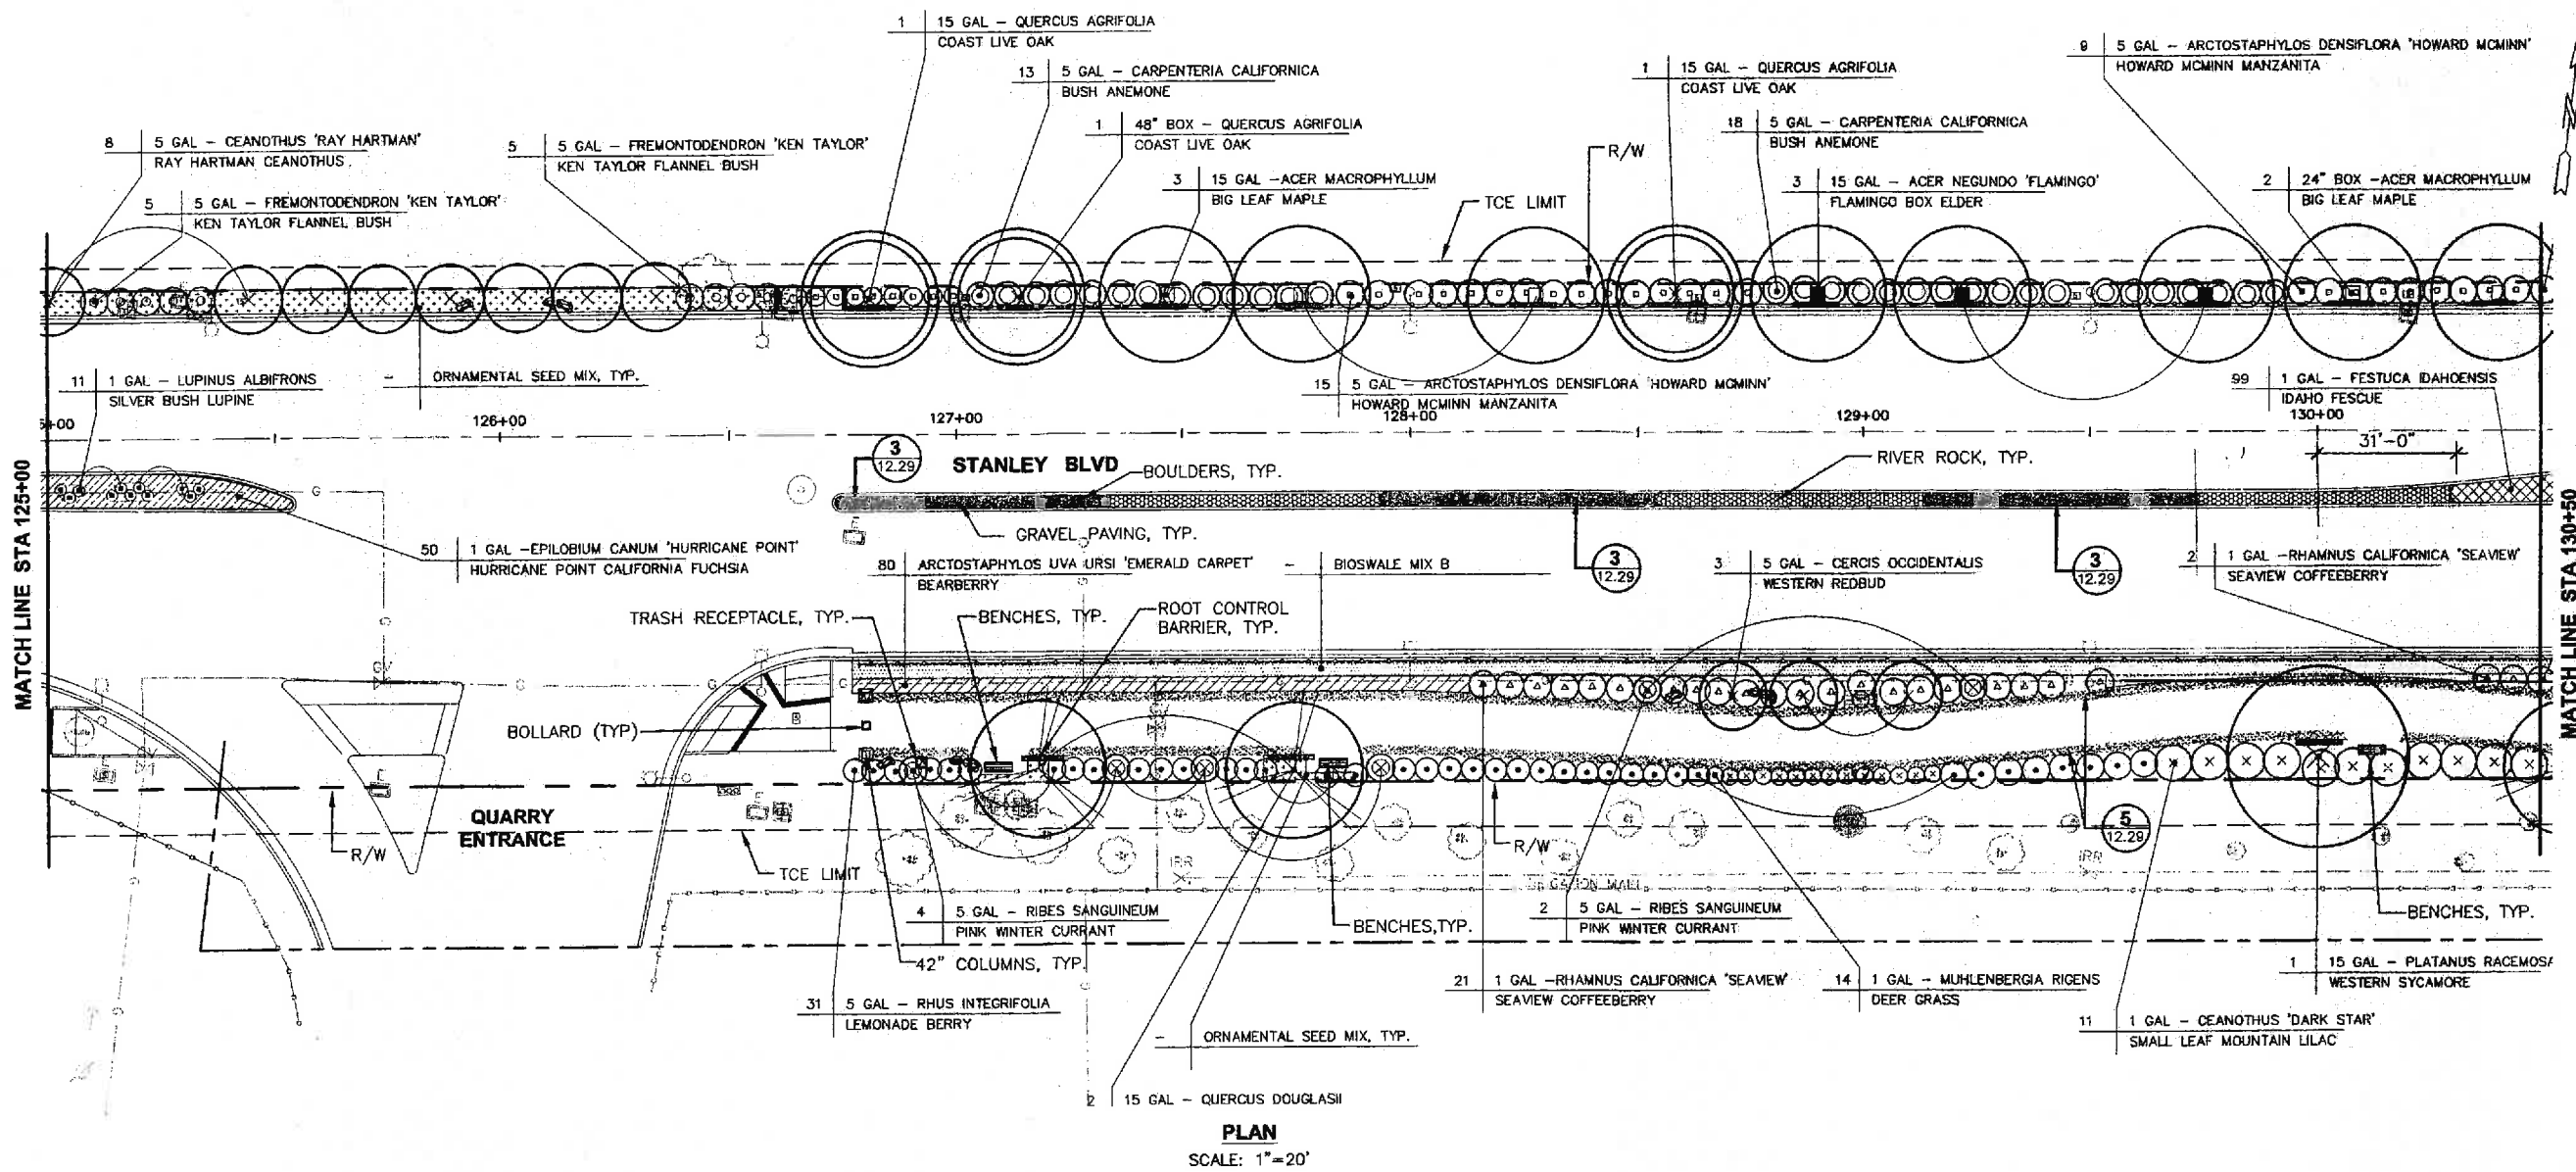 1 15 GAL - QUERCUS AGRIFOLIA
COAST LIVE OAK
13 5 GAL - CARPENTERIA CALIFORNICA
BUSH ANEMONE
1 48" BOX - QUERCUS AGRIFOLIA
COAST LIVE OAK
3 15 GAL -ACER MACROPHYLLUM
BIG LEAF MAPLE
8 5 GAL - CEANOTHUS 'RAY HARTMAN'
RAY HARTMAN CEANOTHUS
5 5 GAL - FREMONTODENDRON 'KEN TAYLOR'
KEN TAYLOR FLANNEL BUSH
5 5 GAL - FREMONTODENDRON 'KEN TAYLOR'
KEN TAYLOR FLANNEL BUSH
1 15 GAL - QUERCUS AGRIFOLIA
COAST LIVE OAK
9 5 GAL - ARCTOSTAPHYLOS DENSIFLORA 'HOWARD MCMINN'
HOWARD MCMINN MANZANITA
18 5 GAL - CARPENTERIA CALIFORNICA
BUSH ANEMONE
3 15 GAL - ACER NEGUNDO 'FLAMINGO'
FLAMINGO BOX ELDER
2 24" BOX -ACER MACROPHYLLUM
BIG LEAF MAPLE
R/W
TCE LIMIT
11 1 GAL - LUPINUS ALBIFRONS
SILVER BUSH LUPINE
- ORNAMENTAL SEED MIX, TYP.
15 5 GAL - ARCTOSTAPHYLOS DENSIFLORA 'HOWARD MCMINN'
HOWARD MCMINN MANZANITA
99 1 GAL - FESTUCA IDAHOENSIS
IDAHO FESCUE
+00
126+00
127+00
128+00
129+00
130+00
31'-0"
MATCH LINE STA 125+00
MATCH LINE STA 130+50
3
12.29
STANLEY BLVD
BOULDERS, TYP.
RIVER ROCK, TYP.
GRAVEL PAVING, TYP.
50 1 GAL -EPILOBIUM CANUM 'HURRICANE POINT'
HURRICANE POINT CALIFORNIA FUCHSIA
80 ARCTOSTAPHYLOS UVA URSI 'EMERALD CARPET'
BEARBERRY
- BIOSWALE MIX B
3
12.29
3 5 GAL - CERCIS OCCIDENTALIS
WESTERN REDBUD
3
12.29
2 1 GAL -RHAMNUS CALIFORNICA 'SEAVIEW'
SEAVIEW COFFEEBERRY
TRASH RECEPTACLE, TYP.
BENCHES, TYP.
ROOT CONTROL
BARRIER, TYP.
BOLLARD (TYP)
QUARRY
ENTRANCE
R/W
TCE LIMIT
R/W
5
12.29
IRR
IRR
4 5 GAL - RIBES SANGUINEUM
PINK WINTER CURRANT
BENCHES,TYP.
2 5 GAL - RIBES SANGUINEUM
PINK WINTER CURRANT
BENCHES, TYP.
42" COLUMNS, TYP.
31 5 GAL - RHUS INTEGRIFOLIA
LEMONADE BERRY
21 1 GAL -RHAMNUS CALIFORNICA 'SEAVIEW'
SEAVIEW COFFEEBERRY
14 1 GAL - MUHLENBERGIA RIGENS
DEER GRASS
1 15 GAL - PLATANUS RACEMOSA
WESTERN SYCAMORE
- ORNAMENTAL SEED MIX, TYP.
11 1 GAL - CEANOTHUS 'DARK STAR'
SMALL LEAF MOUNTAIN LILAC
2 15 GAL - QUERCUS DOUGLASII
PLAN
SCALE: 1"=20'